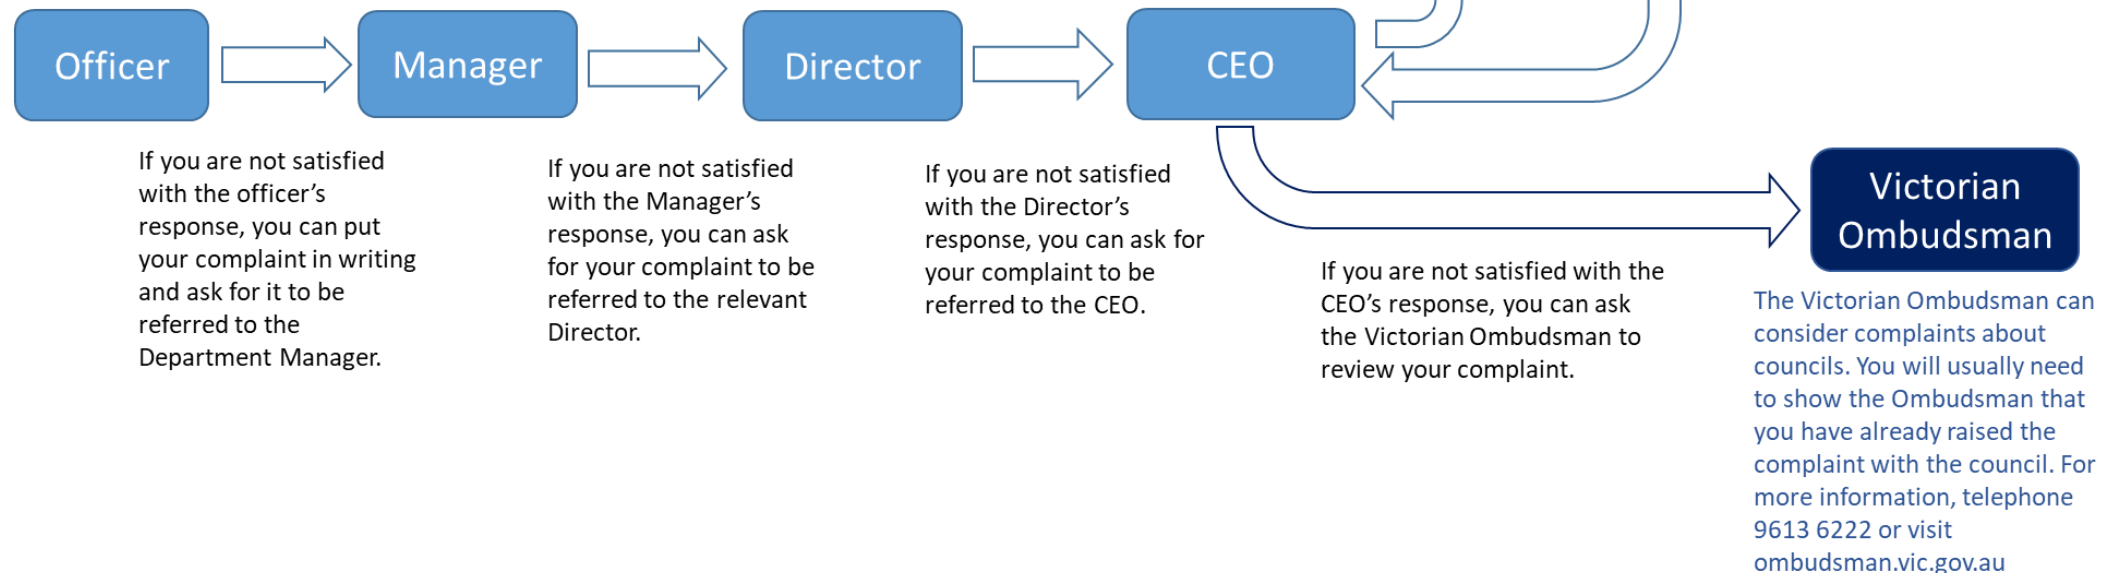 Officer
Manager
Director
CEO
If you are not satisfied
with the officer’s
response, you can put
your complaint in writing
and ask for it to be
referred to the
Department Manager.
If you are not satisfied
with the Manager’s
response, you can ask
for your complaint to be
referred to the relevant
Director.
If you are not satisfied
with the Director’s
response, you can ask for
your complaint to be
referred to the CEO.
If you are not satisfied with the
CEO’s response, you can ask
the Victorian Ombudsman to
review your complaint.
Victorian
Ombudsman
The Victorian Ombudsman can
consider complaints about
councils. You will usually need
to show the Ombudsman that
you have already raised the
complaint with the council. For
more information, telephone
9613 6222 or visit
ombudsman.vic.gov.au